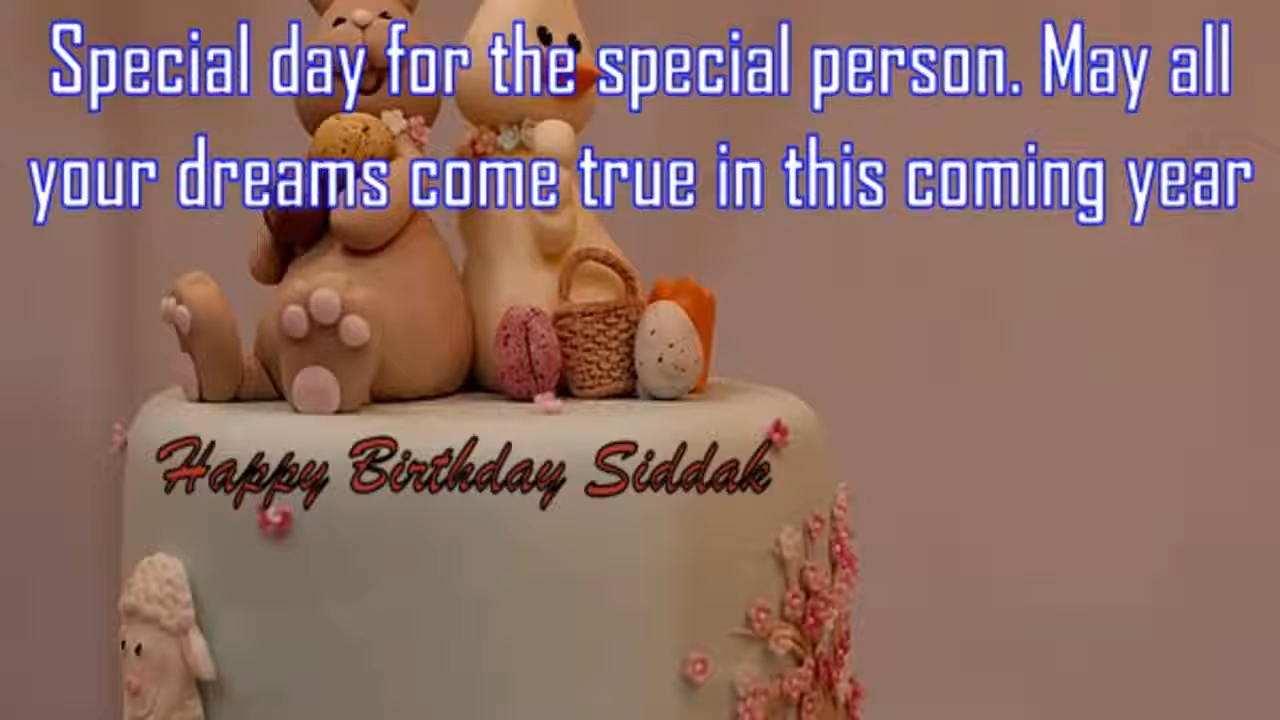 Special day for the special person. May all
your dreams come true in this coming year
Happy Birthday Siddak